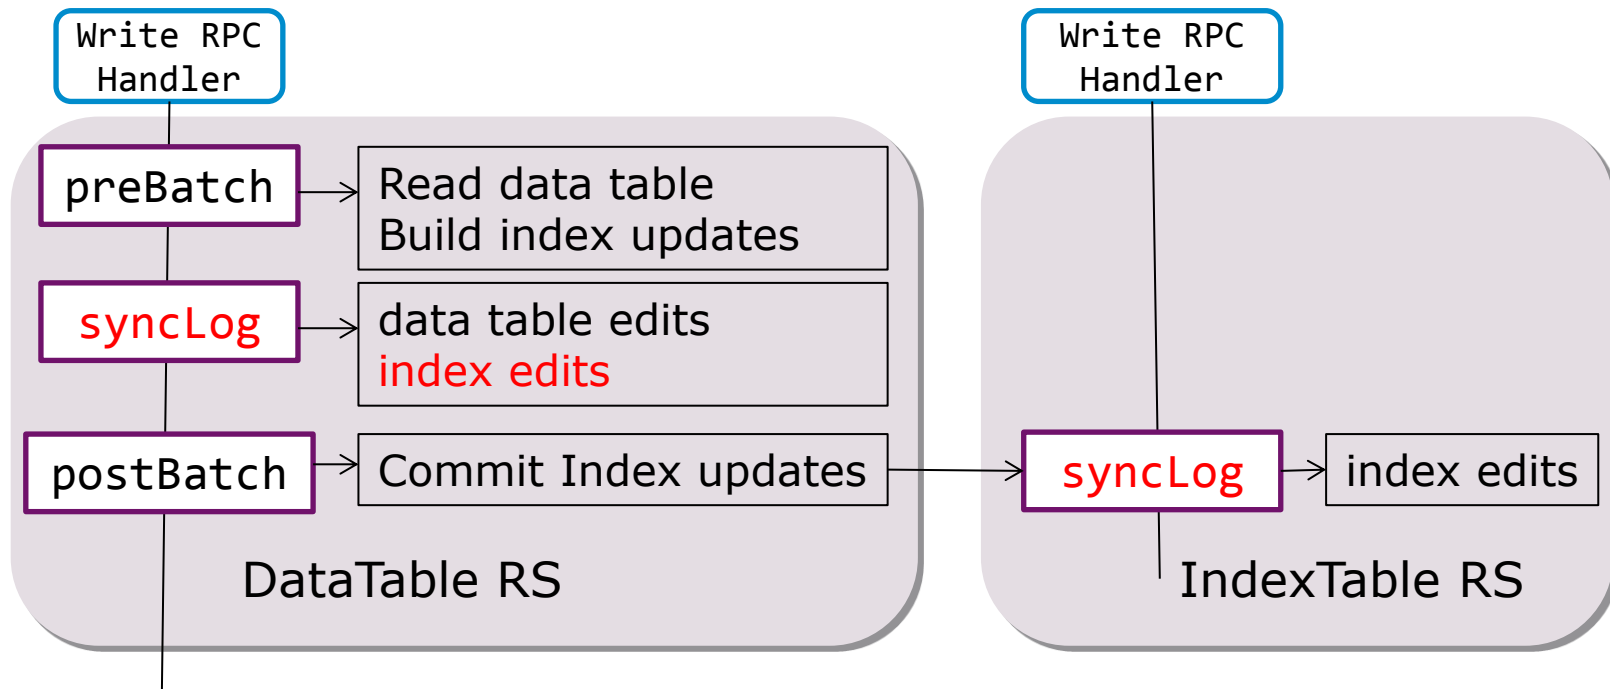 Write RPC
Handler
preBatch
Read data table
Build index updates
syncLog
data table edits
index edits
postBatch
Commit Index updates
DataTable RS
Write RPC
Handler
syncLog
index edits
IndexTable RS